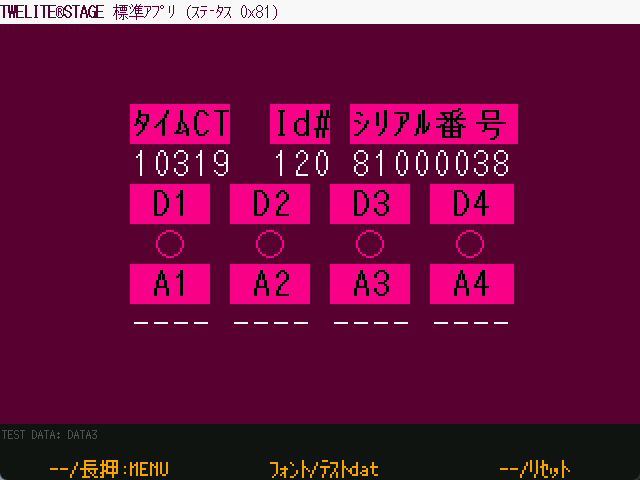 TWELITE®STAGE 標準アプリ (ステータス 0x81)
タイムCT Id# シリアル番号
10319 120 81000038
D1 D2 D3 D4
A1 A2 A3 A4
---- ---- ---- ----
TEST DATA: DATA3
--/長押:MENU フォント/テストdat --/リセット